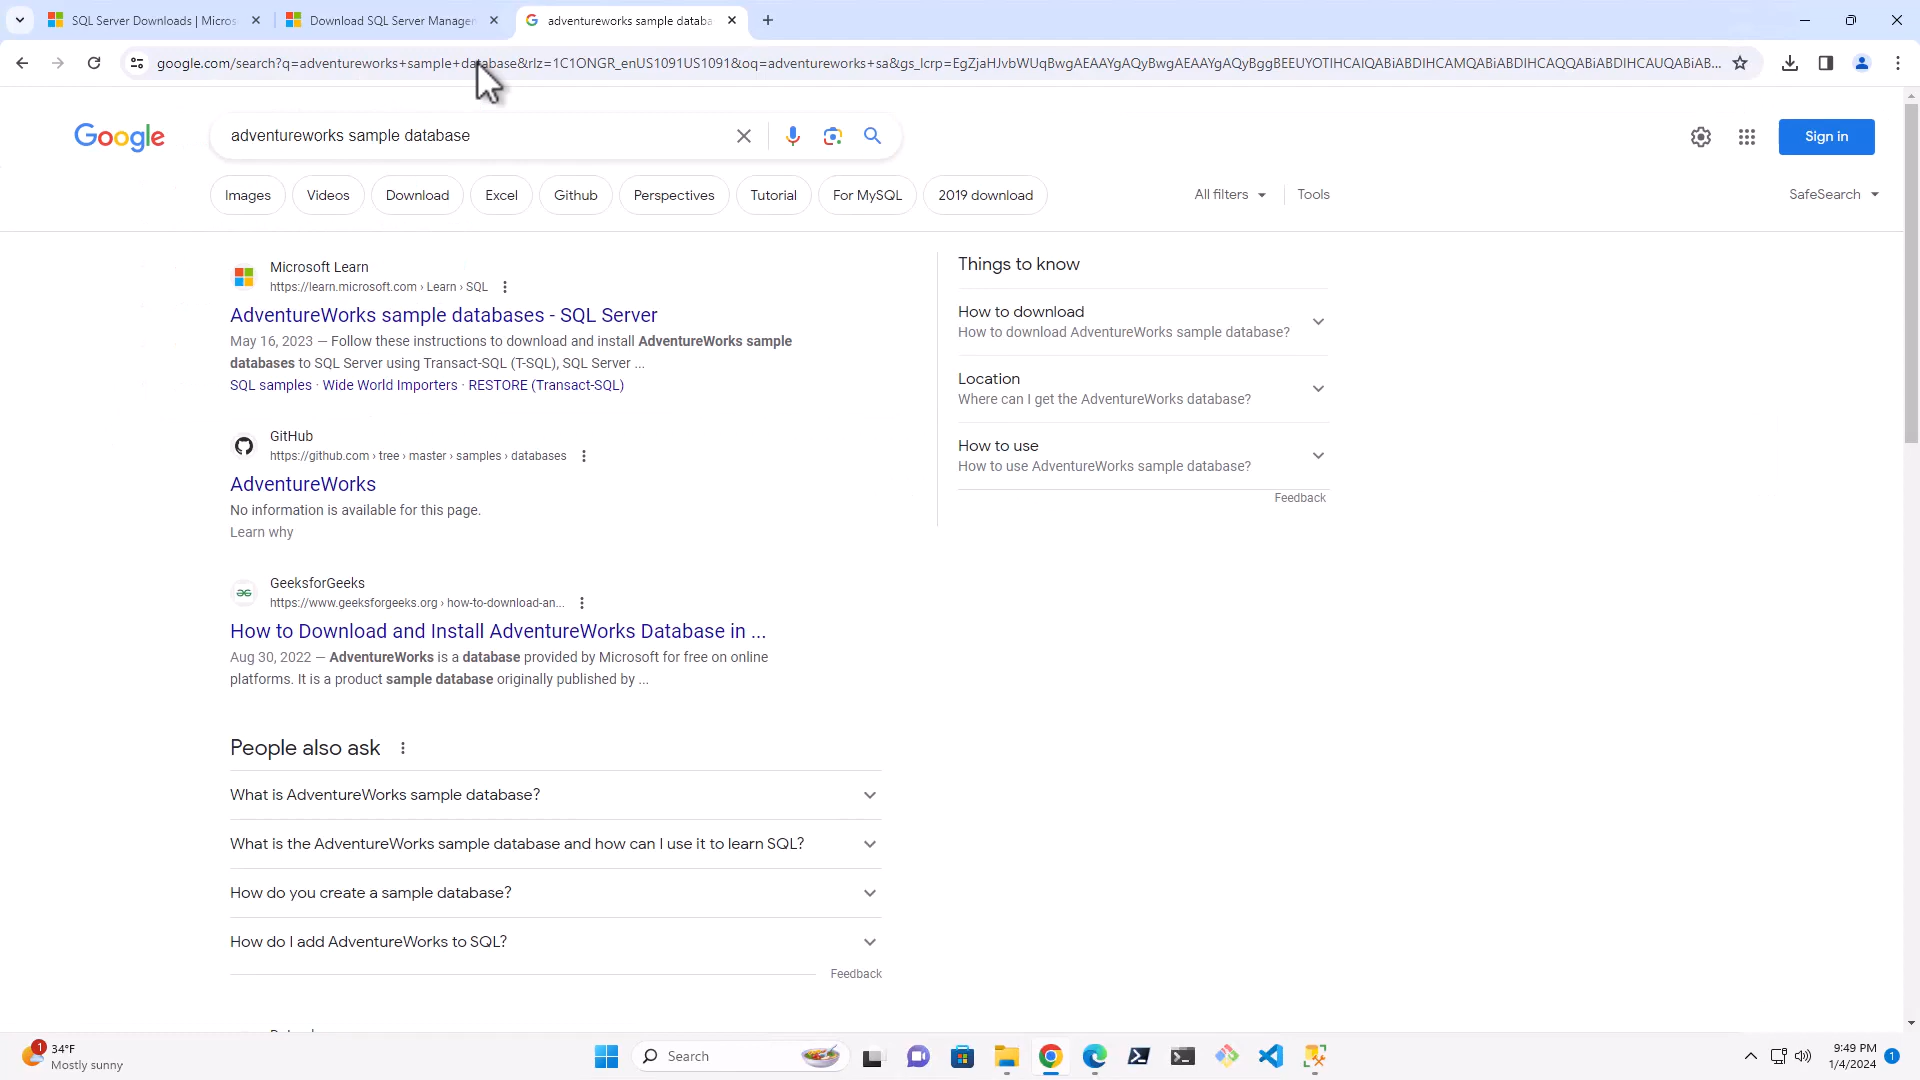 SQL Server Downloads | Micros
Download SQL Server Managem
adventureworks sample databa
google.com/search?q=adventureworks+sample+database&rlz=1C1ONGR_enUS1091US1091&oq=adventureworks+sa&gs_lcrp=EgZjaHJvbWUqBwgAEAAYgAQyBwgAEAAYgAQyBggBEEUYOTIHCAIQABiABDIHCAMQABiABDIHCAQQABiABDIHCAUQABiAB...
Google
adventureworks sample database
Sign in
Images
Videos
Download
Excel
Github
Perspectives
Tutorial
For MySQL
2019 download
All filters
Tools
SafeSearch
Microsoft Learn
https://learn.microsoft.com › Learn › SQL
AdventureWorks sample databases - SQL Server
May 16, 2023 — Follow these instructions to download and install AdventureWorks sample
databases to SQL Server using Transact-SQL (T-SQL), SQL Server ...
SQL samples · Wide World Importers · RESTORE (Transact-SQL)
GitHub
https://github.com › tree › master › samples › databases
AdventureWorks
No information is available for this page.
Learn why
GeeksforGeeks
https://www.geeksforgeeks.org › how-to-download-an...
How to Download and Install AdventureWorks Database in ...
Aug 30, 2022 — AdventureWorks is a database provided by Microsoft for free on online
platforms. It is a product sample database originally published by ...
People also ask
What is AdventureWorks sample database?
What is the AdventureWorks sample database and how can I use it to learn SQL?
How do you create a sample database?
How do I add AdventureWorks to SQL?
Feedback
Things to know
How to download
How to download AdventureWorks sample database?
Location
Where can I get the AdventureWorks database?
How to use
How to use AdventureWorks sample database?
Feedback
1
34°F
Mostly sunny
Search
9:49 PM
1/4/2024
1